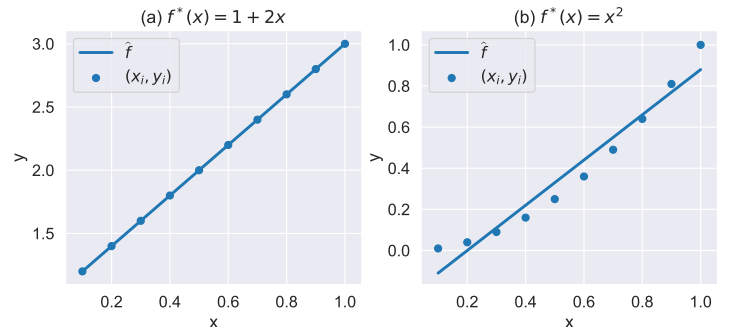 (a) f*(x) = 1 + 2x
f̂
(xᵢ, yᵢ)
3.0
2.5
2.0
1.5
y
0.2 0.4 0.6 0.8 1.0
x
(b) f*(x) = x²
f̂
(xᵢ, yᵢ)
1.0
0.8
0.6
0.4
0.2
0.0
y
0.2 0.4 0.6 0.8 1.0
x